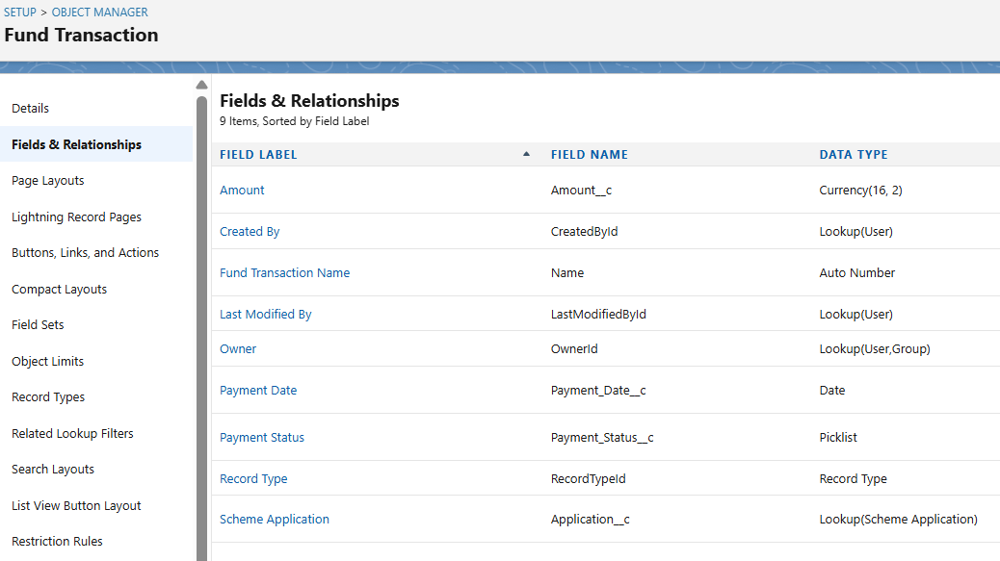 SETUP > OBJECT MANAGER
Fund Transaction
Details
Fields & Relationships
Page Layouts
Lightning Record Pages
Buttons, Links, and Actions
Compact Layouts
Field Sets
Object Limits
Record Types
Related Lookup Filters
Search Layouts
List View Button Layout
Restriction Rules
Fields & Relationships
9 Items, Sorted by Field Label
FIELD LABEL FIELD NAME DATA TYPE
Amount Amount__c Currency(16, 2)
Created By CreatedById Lookup(User)
Fund Transaction Name Name Auto Number
Last Modified By LastModifiedById Lookup(User)
Owner OwnerId Lookup(User,Group)
Payment Date Payment_Date__c Date
Payment Status Payment_Status__c Picklist
Record Type RecordTypeId Record Type
Scheme Application Application__c Lookup(Scheme Application)